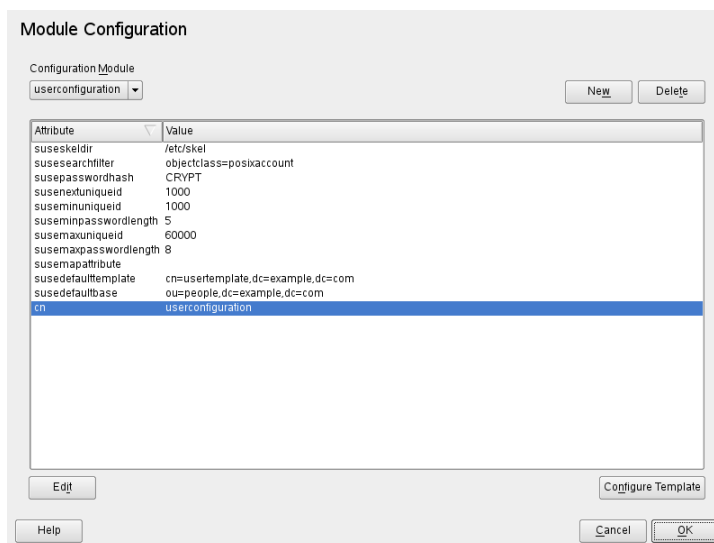 Module Configuration
Configuration Module
userconfiguration
New Delete
Attribute Value
suseskeldir /etc/skel
susesearchfilter objectclass=posixaccount
susepasswordhash CRYPT
susenextuniqueid 1000
suseminuniqueid 1000
suseminpasswordlength 5
susemaxuniqueid 60000
susemaxpasswordlength 8
susemapattribute
susedefaulttemplate cn=usertemplate,dc=example,dc=com
susedefaultbase ou=people,dc=example,dc=com
cn userconfiguration
Edit Configure Template
Help Cancel OK